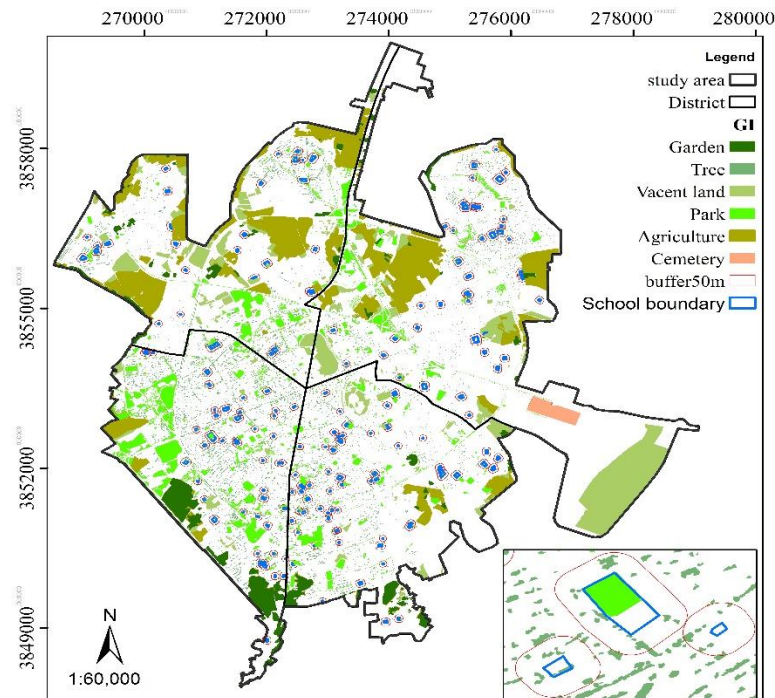 270000 272000 274000 276000 278000 280000
3858000
3855000
3852000
3849000
Legend
study area
District
GI
Garden
Tree
Vacent land
Park
Agriculture
Cemetery
buffer50m
School boundary
N
1:60,000